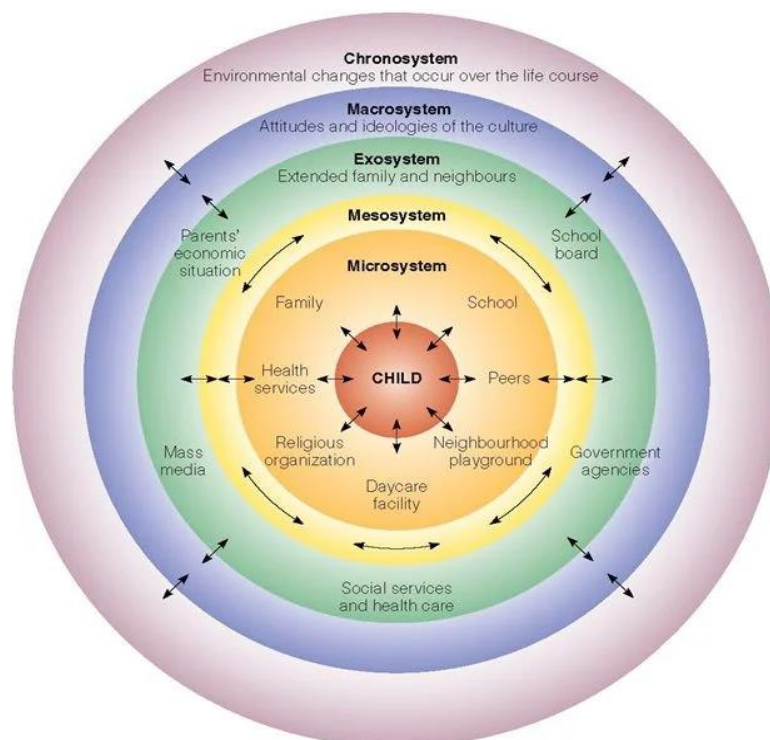 Chronosystem
Environmental changes that occur over the life course
Macrosystem
Attitudes and ideologies of the culture
Exosystem
Extended family and neighbours
Mesosystem
Parents'
economic
situation
School
board
Microsystem
Family
School
Health
services
CHILD
Peers
Religious
organization
Neighbourhood
playground
Mass
media
Government
agencies
Daycare
facility
Social services
and health care